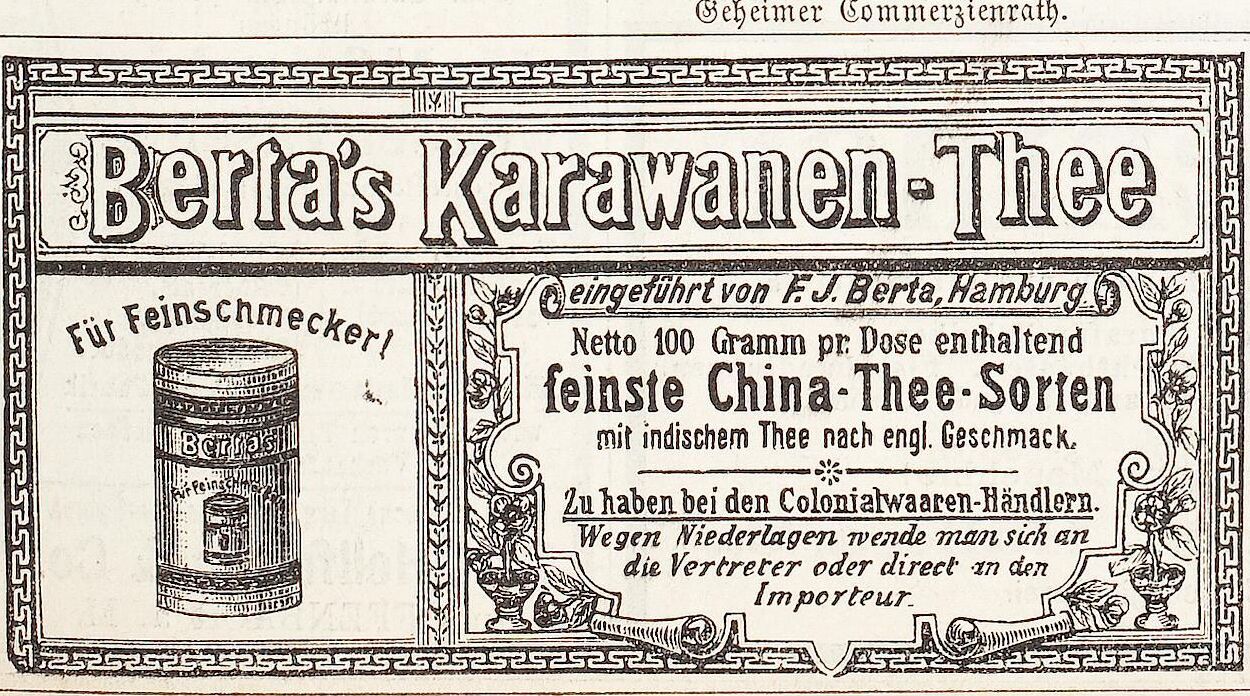 Geheimer Commerzienrath.
Berta's Karawanen-Thee
Für Feinschmecker!
Berta's
Für Feinschmecker
eingeführt von F. J. Berta, Hamburg
Netto 100 Gramm pr. Dose enthaltend
feinste China-Thee-Sorten
mit indischem Thee nach engl. Geschmack.
Zu haben bei den Colonialwaaren-Händlern.
Wegen Niederlagen wende man sich an
die Vertreter oder direct an den
Importeur.